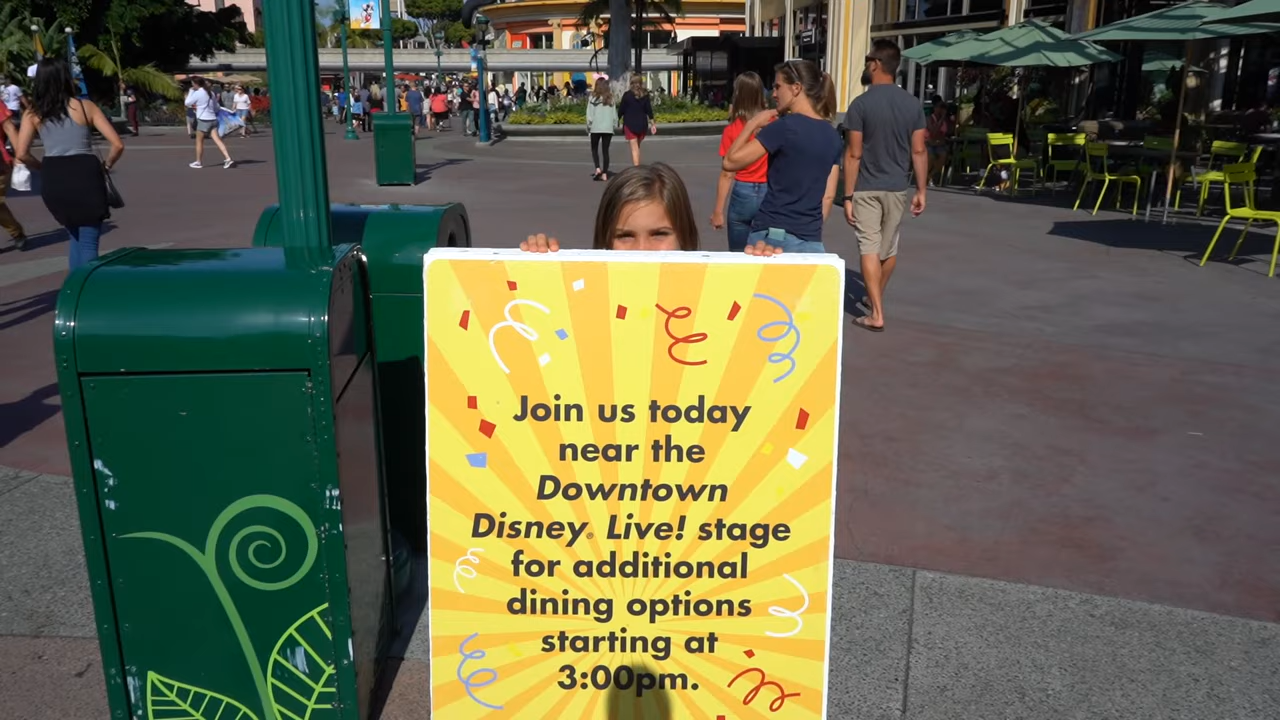 Join us today
near the
Downtown
Disney® Live! stage
for additional
dining options
starting at
3:00pm.